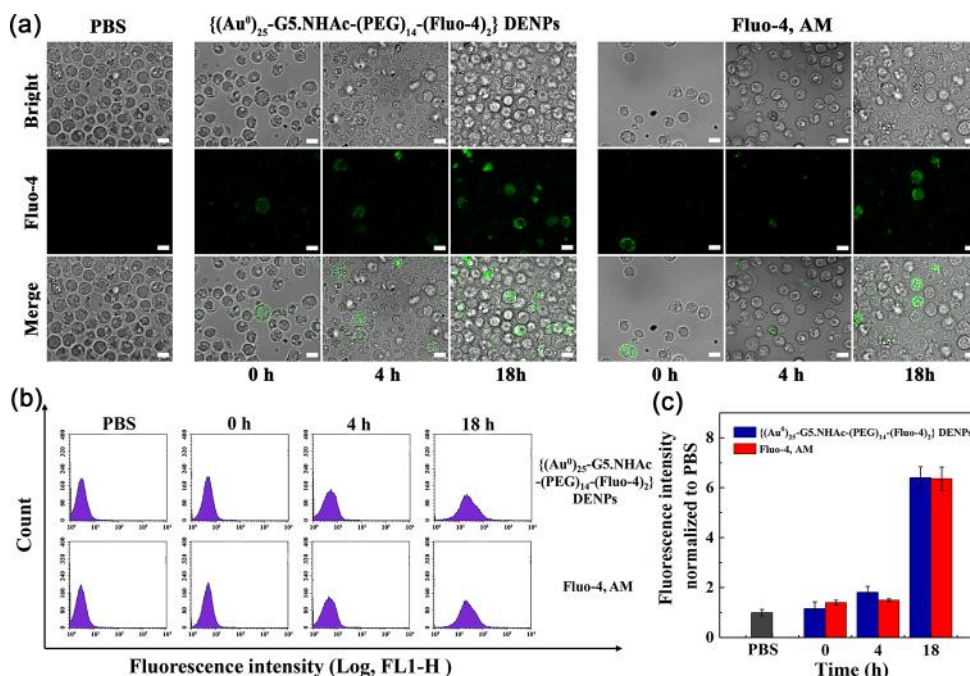 (a)
PBS
{(Au⁰)₂₅-G5.NHAc-(PEG)₁₄-(Fluo-4)₂} DENPs
Fluo-4, AM
Bright
Fluo-4
Merge
0 h
4 h
18h
0 h
4 h
18h
(b)
PBS
0 h
4 h
18 h
{(Au⁰)₂₅-G5.NHAc
-(PEG)₁₄-(Fluo-4)₂}
DENPs
Fluo-4, AM
Count
Fluorescence intensity (Log, FL1-H )
(c)
{(Au⁰)₂₅-G5.NHAc-(PEG)₁₄-(Fluo-4)₂} DENPs
Fluo-4, AM
Fluorescence intensity
normalized to PBS
8
6
4
2
0
PBS
0
4
18
Time (h)